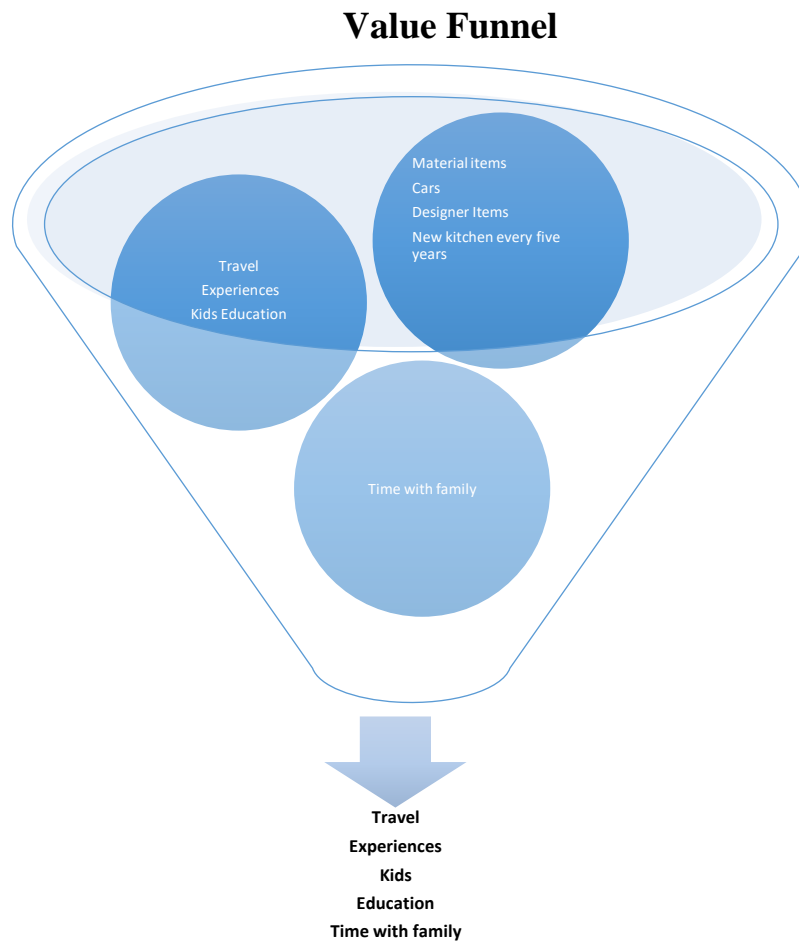 Value Funnel
Material items
Cars
Designer Items
New kitchen every five
years
Travel
Experiences
Kids Education
Time with family
Travel
Experiences
Kids
Education
Time with family